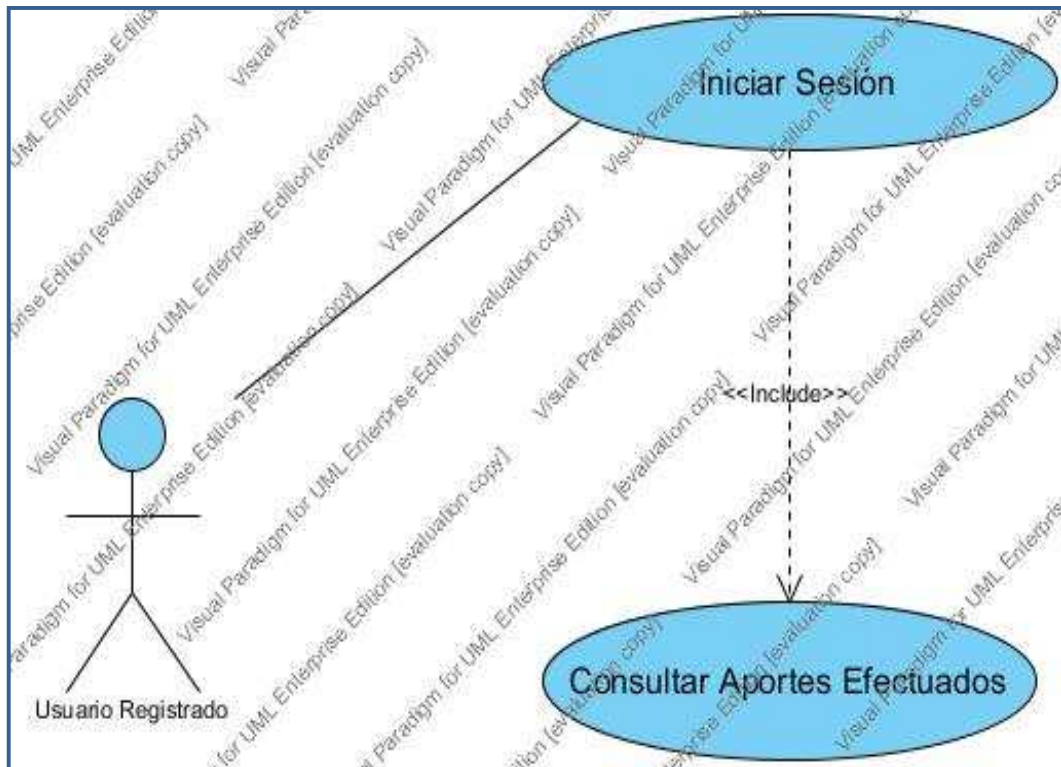 Iniciar Sesión
<<Include>>
Consultar Aportes Efectuados
Usuario Registrado
Visual Paradigm for UML Enterprise Edition [evaluation copy]